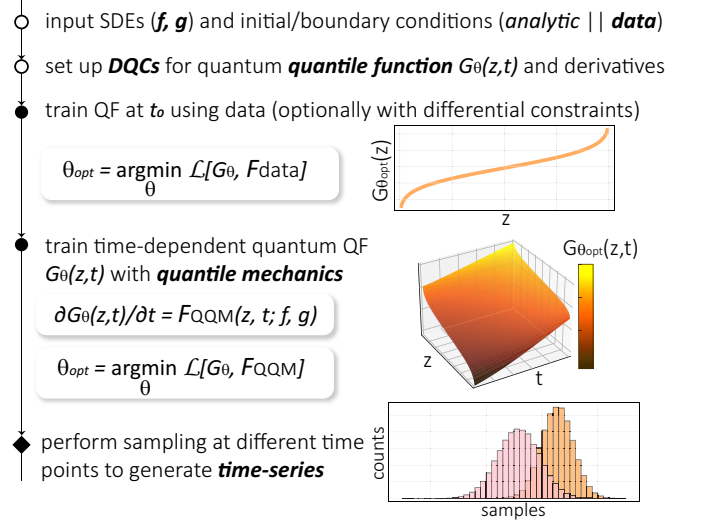 input SDEs (f, g) and initial/boundary conditions (analytic || data)
set up DQCs for quantum quantile function Gθ(z,t) and derivatives
train QF at t₀ using data (optionally with differential constraints)
θopt = argmin ℒ[Gθ, Fdata]
θ
Gθopt(z)
z
train time-dependent quantum QF
Gθ(z,t) with quantile mechanics
∂Gθ(z,t)/∂t = FQQM(z, t; f, g)
θopt = argmin ℒ[Gθ, FQQM]
θ
Gθopt(z,t)
z
t
perform sampling at different time
points to generate time-series
counts
samples